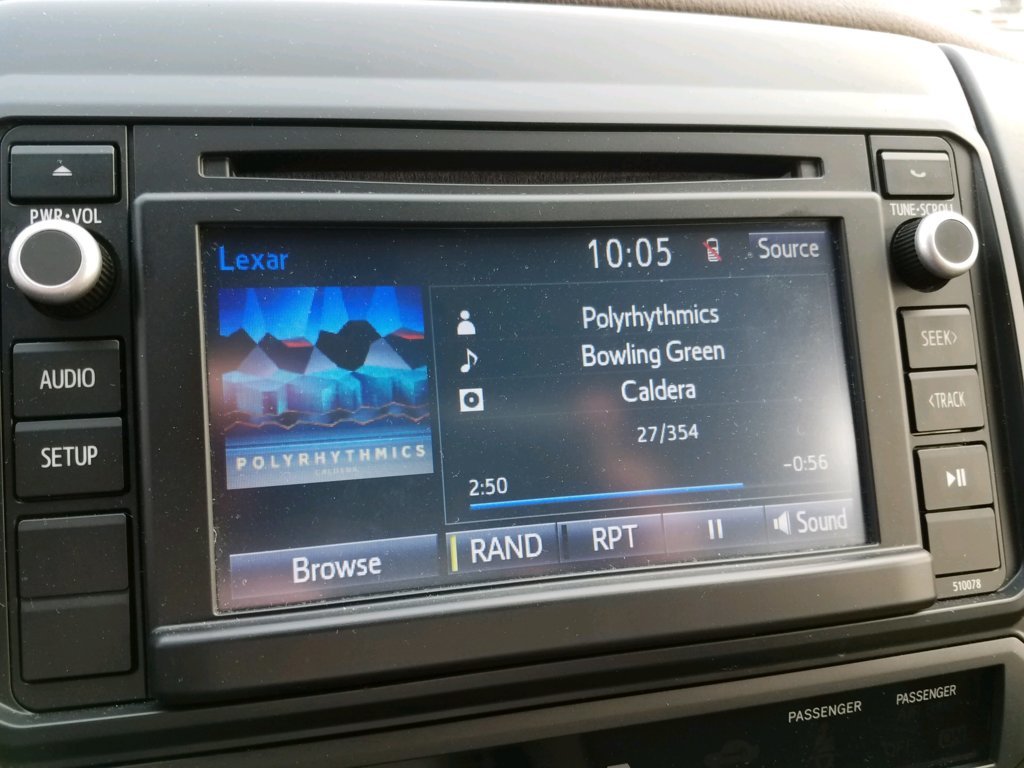 PWR•VOL
AUDIO
SETUP
Lexar
10:05
Source
POLYRHYTHMICS
CALDERA
Polyrhythmics
Bowling Green
Caldera
27/354
2:50
-0:56
Browse
RAND
RPT
Sound
TUNE•SCROLL
SEEK>
<TRACK
510078
PASSENGER
PASSENGER